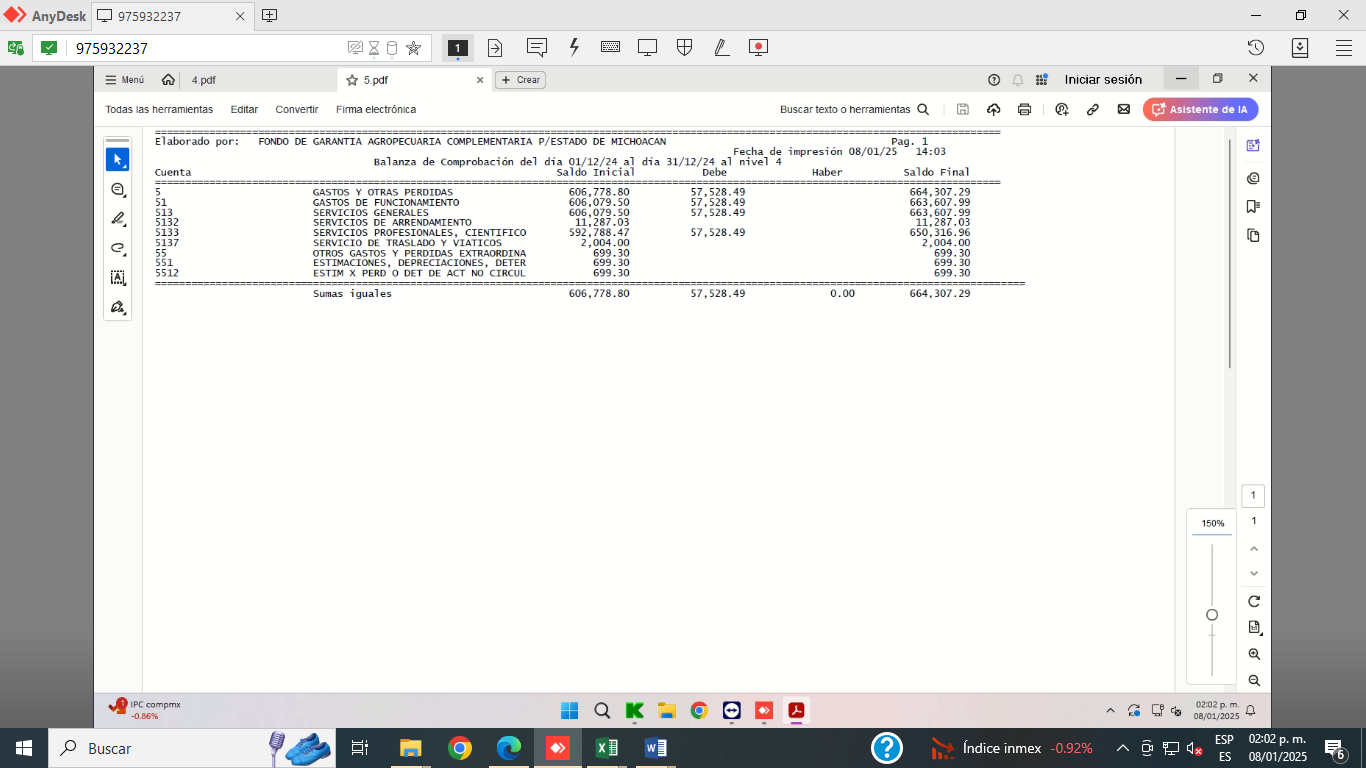 AnyDesk
975932237
975932237
1
Menú
4.pdf
5.pdf
Crear
Iniciar sesión
Todas las herramientas
Editar
Convertir
Firma electrónica
Buscar texto o herramientas
Asistente de IA
Elaborado por: FONDO DE GARANTIA AGROPECUARIA COMPLEMENTARIA P/ESTADO DE MICHOACAN Pag. 1
Fecha de impresión 08/01/25 14:03
Balanza de Comprobación del día 01/12/24 al día 31/12/24 al nivel 4
Cuenta Saldo Inicial Debe Haber Saldo Final
5 GASTOS Y OTRAS PERDIDAS 606,778.80 57,528.49 664,307.29
51 GASTOS DE FUNCIONAMIENTO 606,079.50 57,528.49 663,607.99
513 SERVICIOS GENERALES 606,079.50 57,528.49 663,607.99
5132 SERVICIOS DE ARRENDAMIENTO 11,287.03 11,287.03
5133 SERVICIOS PROFESIONALES, CIENTIFICO 592,788.47 57,528.49 650,316.96
5137 SERVICIO DE TRASLADO Y VIATICOS 2,004.00 2,004.00
55 OTROS GASTOS Y PERDIDAS EXTRAORDINA 699.30 699.30
551 ESTIMACIONES, DEPRECIACIONES, DETER 699.30 699.30
5512 ESTIM X PERD O DET DE ACT NO CIRCUL 699.30 699.30
Sumas iguales 606,778.80 57,528.49 0.00 664,307.29
1
1
150%
1
IPC compmx
-0.86%
02:02 p. m.
08/01/2025
Buscar
Índice inmex -0.92%
ESP
ES
02:02 p. m.
08/01/2025
6